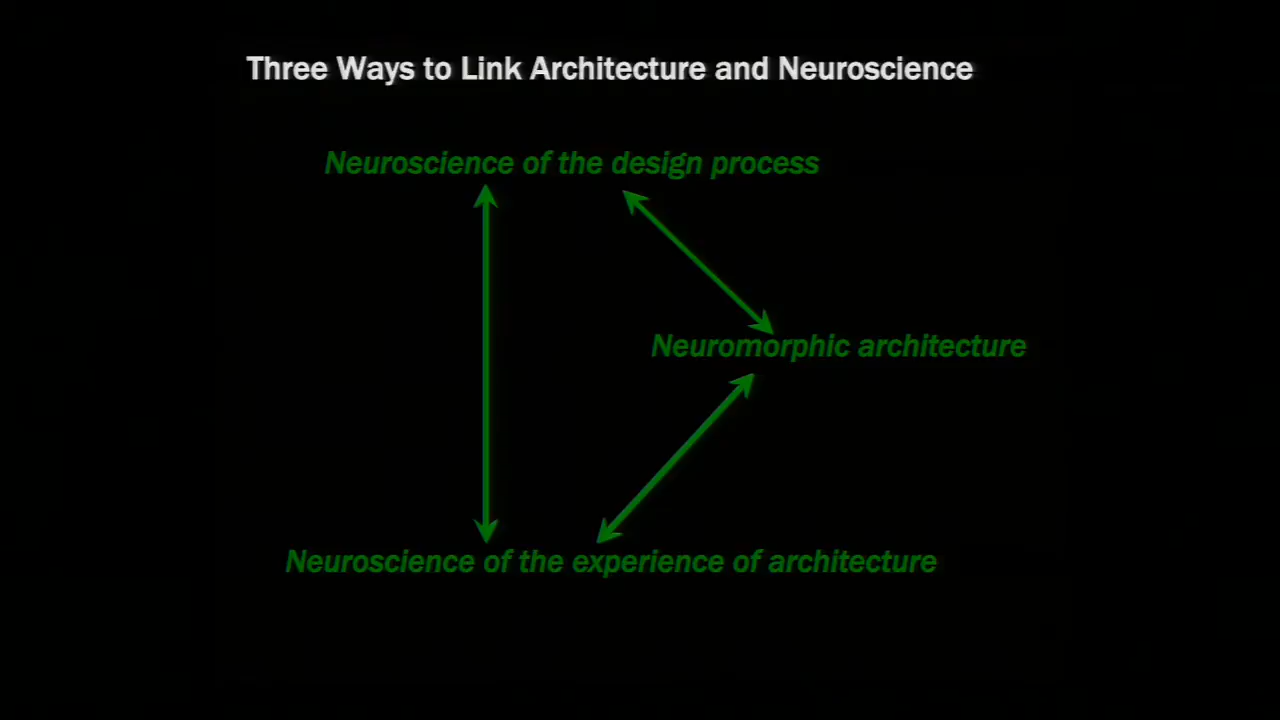 Three Ways to Link Architecture and Neuroscience
Neuroscience of the design process
Neuromorphic architecture
Neuroscience of the experience of architecture